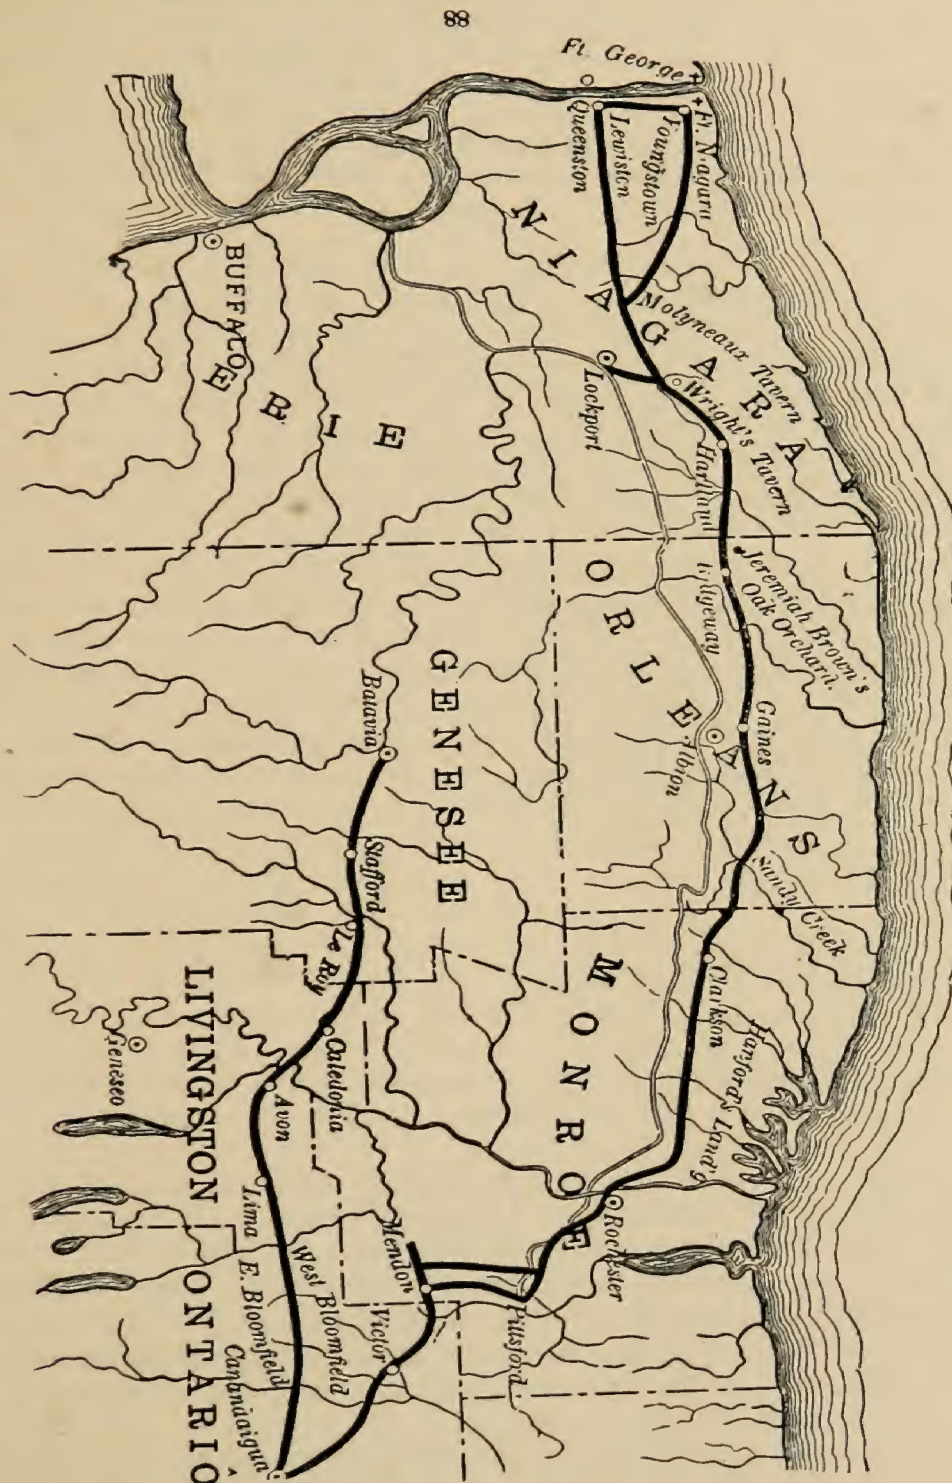 88
Ft. George
Ft. Niagara
Youngstown
Lewiston
Queenston
NIAGARA
Molyneaux Tavern
Wright's Tavern
Lockport
Hartland
BUFFALO
ERIE
Jeremiah Brown's
Oak Orchard.
ORLEANS
Gaines
Albion
Sandy Creek
GENESEE
Batavia
Stafford
Le Roy
MONROE
Clarkson
Hanford's Land'g
Rochester
Pittsford
Mendon
Victor
Caledonia
Avon
Lima
West Bloomfield
E. Bloomfield
Canandaigua
Geneseo
LIVINGSTON
ONTARIO